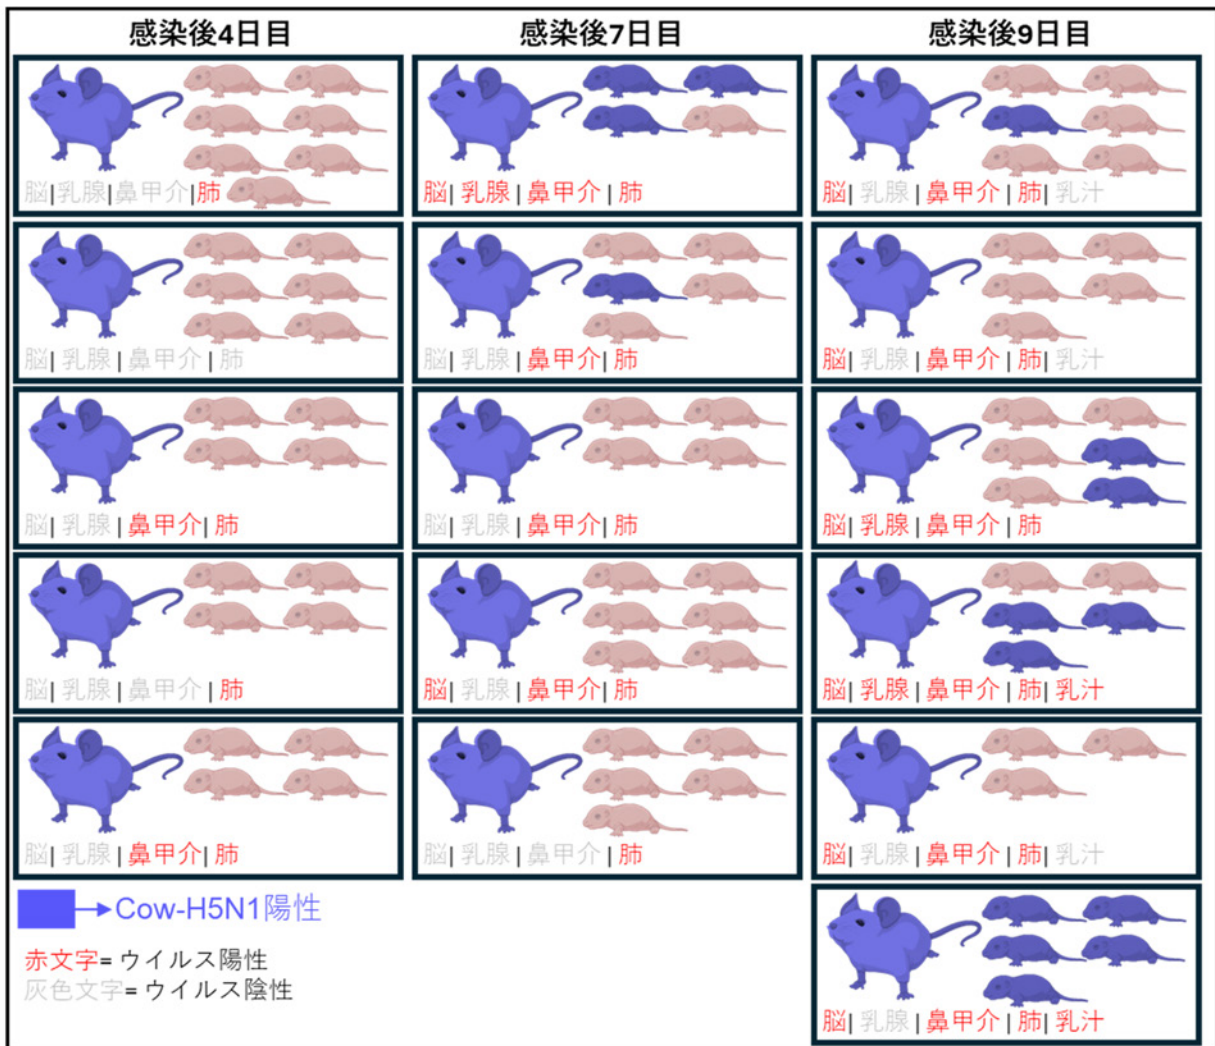 感染後4日目
感染後7日目
感染後9日目
脳|乳腺|鼻甲介|肺
脳| 乳腺 | 鼻甲介 | 肺
脳| 乳腺 | 鼻甲介 | 肺| 乳汁
脳| 乳腺 | 鼻甲介 | 肺
脳| 乳腺 | 鼻甲介| 肺
脳| 乳腺 | 鼻甲介 | 肺| 乳汁
脳| 乳腺 | 鼻甲介| 肺
脳| 乳腺 | 鼻甲介| 肺
脳| 乳腺 | 鼻甲介 | 肺
脳| 乳腺 | 鼻甲介 | 肺
脳| 乳腺 | 鼻甲介| 肺
脳| 乳腺 | 鼻甲介 | 肺| 乳汁
脳| 乳腺 | 鼻甲介| 肺
脳| 乳腺 | 鼻甲介 | 肺
脳| 乳腺 | 鼻甲介 | 肺| 乳汁
Cow-H5N1陽性
赤文字= ウイルス陽性
灰色文字= ウイルス陰性
脳| 乳腺 | 鼻甲介 | 肺| 乳汁